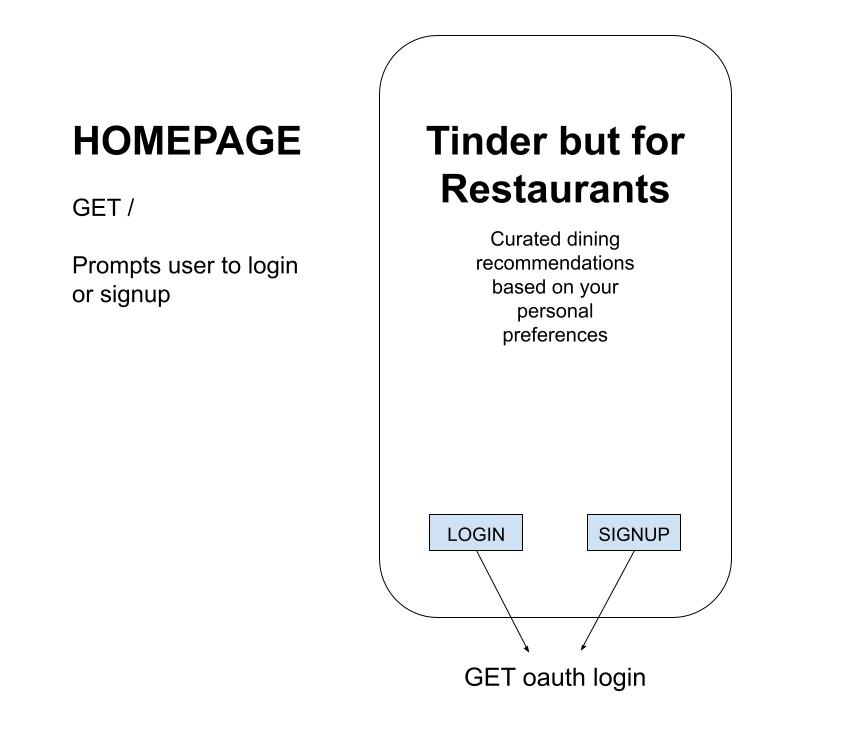 HOMEPAGE
GET /
Prompts user to login
or signup
Tinder but for
Restaurants
Curated dining
recommendations
based on your
personal
preferences
LOGIN
SIGNUP
GET oauth login